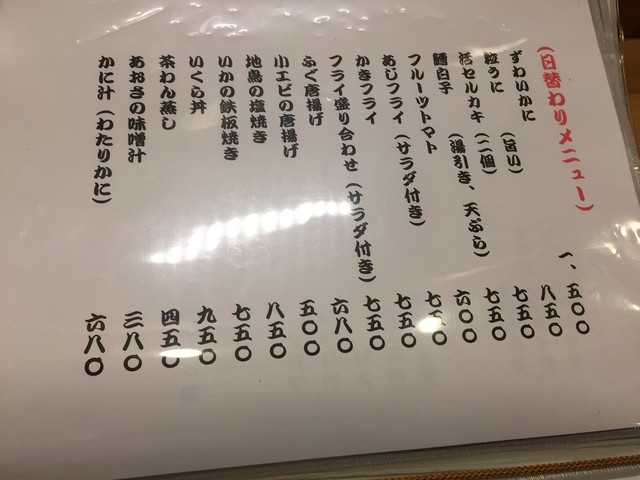 (日替わりメニュー)
ずわいかに 一、五〇〇
粒うに (旨い) 八五〇
活セルカキ (二個) 七五〇
鱈白子 (湯引き、天ぷら) 七五〇
フルーツトマト 六〇〇
あじフライ (サラダ付き) 七五〇
かきフライ 七五〇
フライ盛り合わせ (サラダ付き) 七五〇
ふぐ唐揚げ 六八〇
小エビの唐揚げ 五〇〇
地鳥の塩焼き 八五〇
いかの鉄板焼き 七五〇
いくら丼 九五〇
茶わん蒸し 四五〇
あおさの味噌汁 三八〇
かに汁 (わたりかに) 六八〇